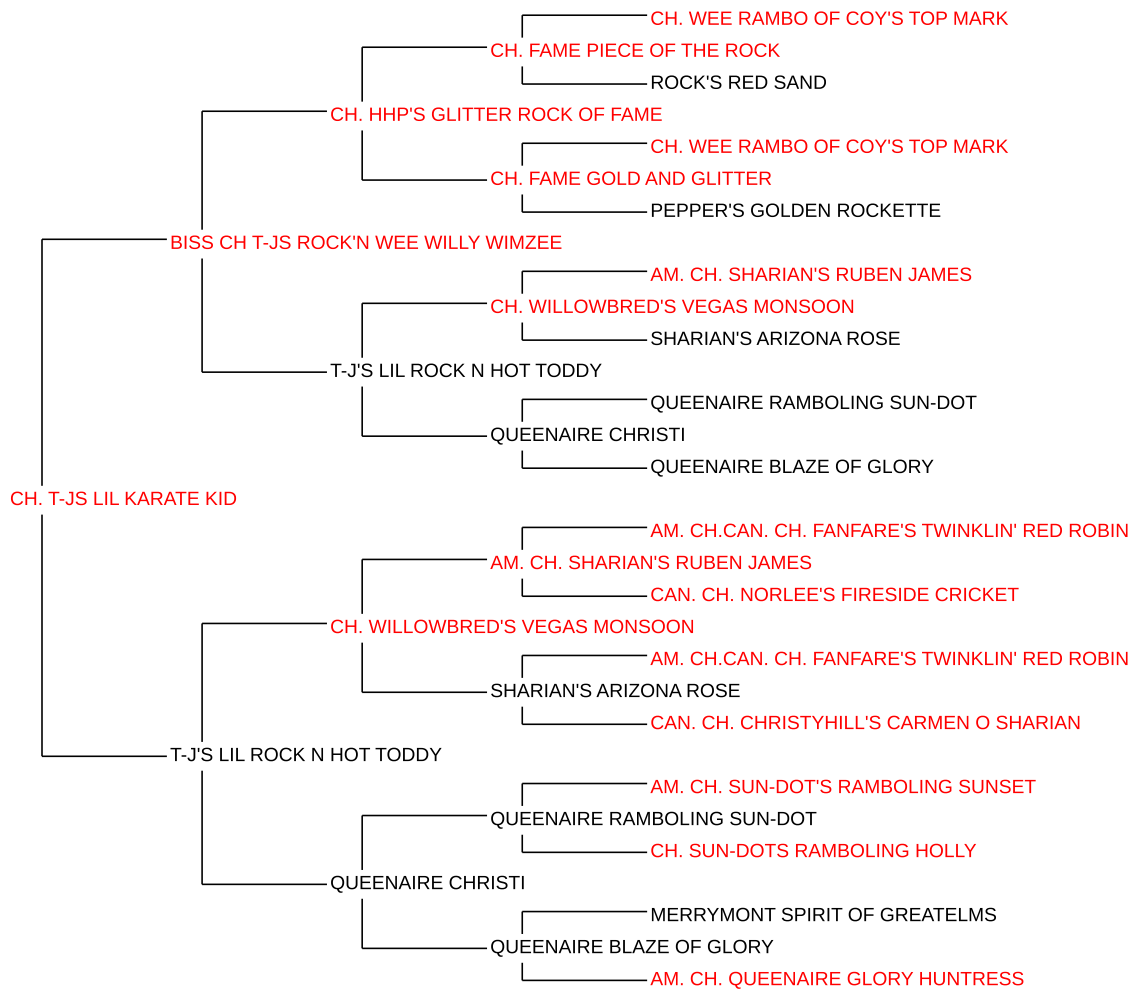 CH. WEE RAMBO OF COY'S TOP MARK
CH. FAME PIECE OF THE ROCK
ROCK'S RED SAND
CH. HHP'S GLITTER ROCK OF FAME
CH. WEE RAMBO OF COY'S TOP MARK
CH. FAME GOLD AND GLITTER
PEPPER'S GOLDEN ROCKETTE
BISS CH T-JS ROCK'N WEE WILLY WIMZEE
AM. CH. SHARIAN'S RUBEN JAMES
CH. WILLOWBRED'S VEGAS MONSOON
SHARIAN'S ARIZONA ROSE
T-J'S LIL ROCK N HOT TODDY
QUEENAIRE RAMBOLING SUN-DOT
QUEENAIRE CHRISTI
QUEENAIRE BLAZE OF GLORY
CH. T-JS LIL KARATE KID
AM. CH.CAN. CH. FANFARE'S TWINKLIN' RED ROBIN
AM. CH. SHARIAN'S RUBEN JAMES
CAN. CH. NORLEE'S FIRESIDE CRICKET
CH. WILLOWBRED'S VEGAS MONSOON
AM. CH.CAN. CH. FANFARE'S TWINKLIN' RED ROBIN
SHARIAN'S ARIZONA ROSE
CAN. CH. CHRISTYHILL'S CARMEN O SHARIAN
T-J'S LIL ROCK N HOT TODDY
AM. CH. SUN-DOT'S RAMBOLING SUNSET
QUEENAIRE RAMBOLING SUN-DOT
CH. SUN-DOTS RAMBOLING HOLLY
QUEENAIRE CHRISTI
MERRYMONT SPIRIT OF GREATELMS
QUEENAIRE BLAZE OF GLORY
AM. CH. QUEENAIRE GLORY HUNTRESS